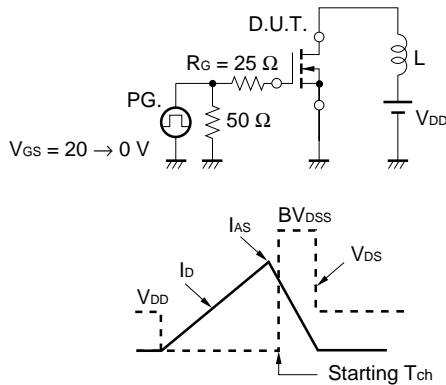 D.U.T.
RG = 25 Ω
L
PG.
50 Ω
VDD
VGS = 20 → 0 V
BVDSS
IAS
VDS
ID
VDD
Starting Tch